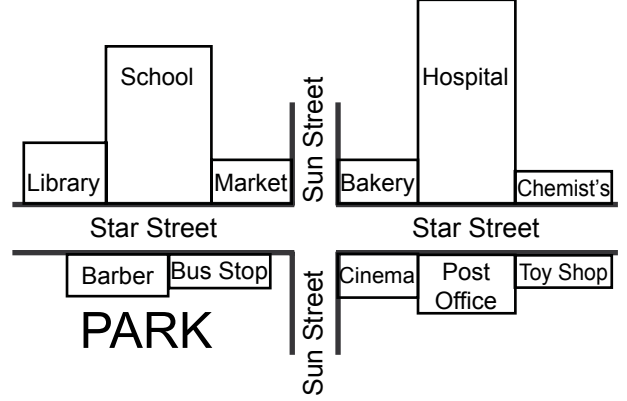 School
Hospital
Sun Street
Library
Market
Bakery
Chemist's
Star Street
Star Street
Barber
Bus Stop
Cinema
Post
Office
Toy Shop
PARK
Sun Street